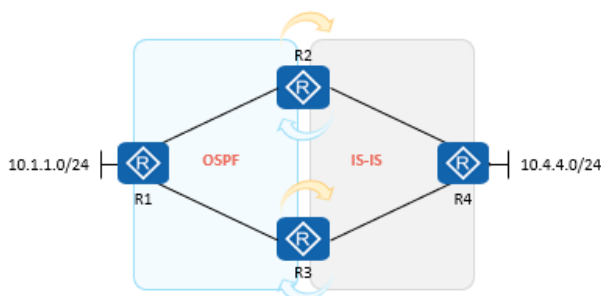 R2
R
10.1.1.0/24
R
OSPF
IS-IS
R
10.4.4.0/24
R1
R4
R
R3